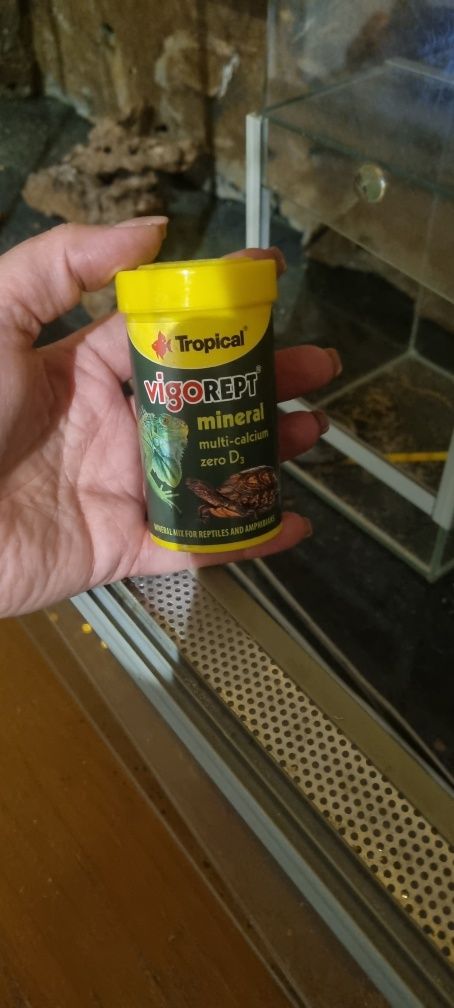 Tropical®
vigoREPT®
mineral
multi-calcium
zero D3
MINERAL MIX FOR REPTILES AND AMPHIBIANS